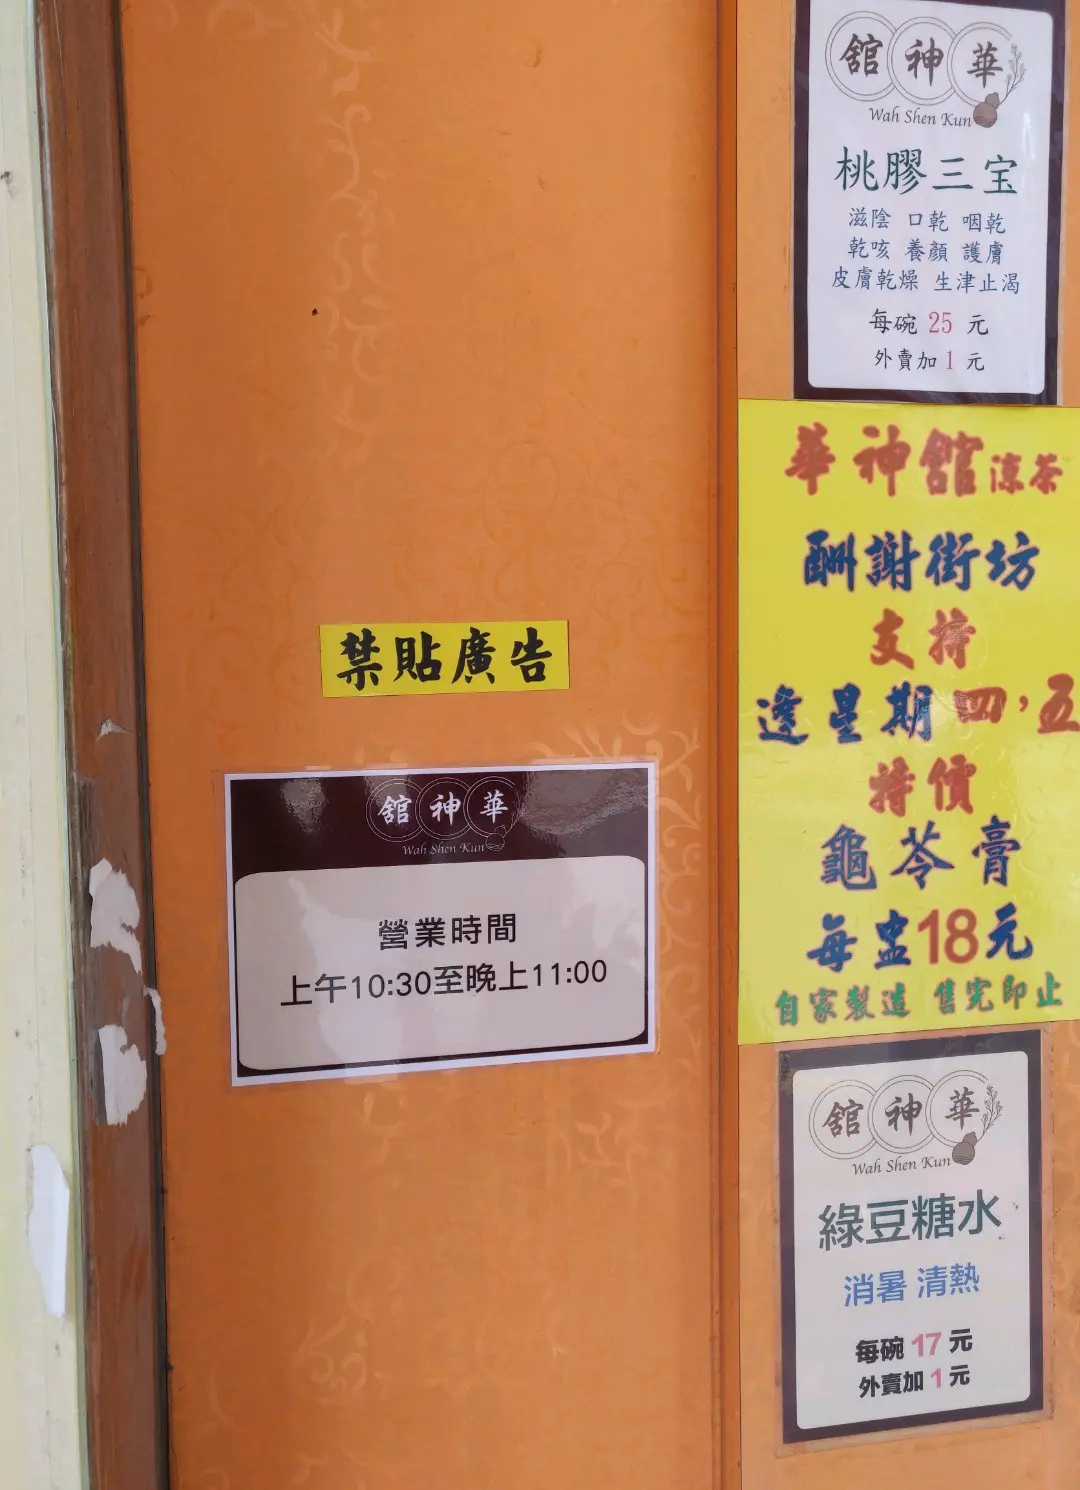 禁貼廣告
舘神華
Wah Shen Kun
營業時間
上午10:30至晚上11:00
舘神華
Wah Shen Kun
桃膠三宝
滋陰 口乾 咽乾
乾咳 養顏 護膚
皮膚乾燥 生津止渴
每碗 25 元
外賣加 1 元
華神舘涼茶
酬謝街坊
支持
逢星期四，五
特價
龜苓膏
每盅18元
自家製造 售完即止
舘神華
Wah Shen Kun
綠豆糖水
消暑 清熱
每碗 17 元
外賣加 1 元